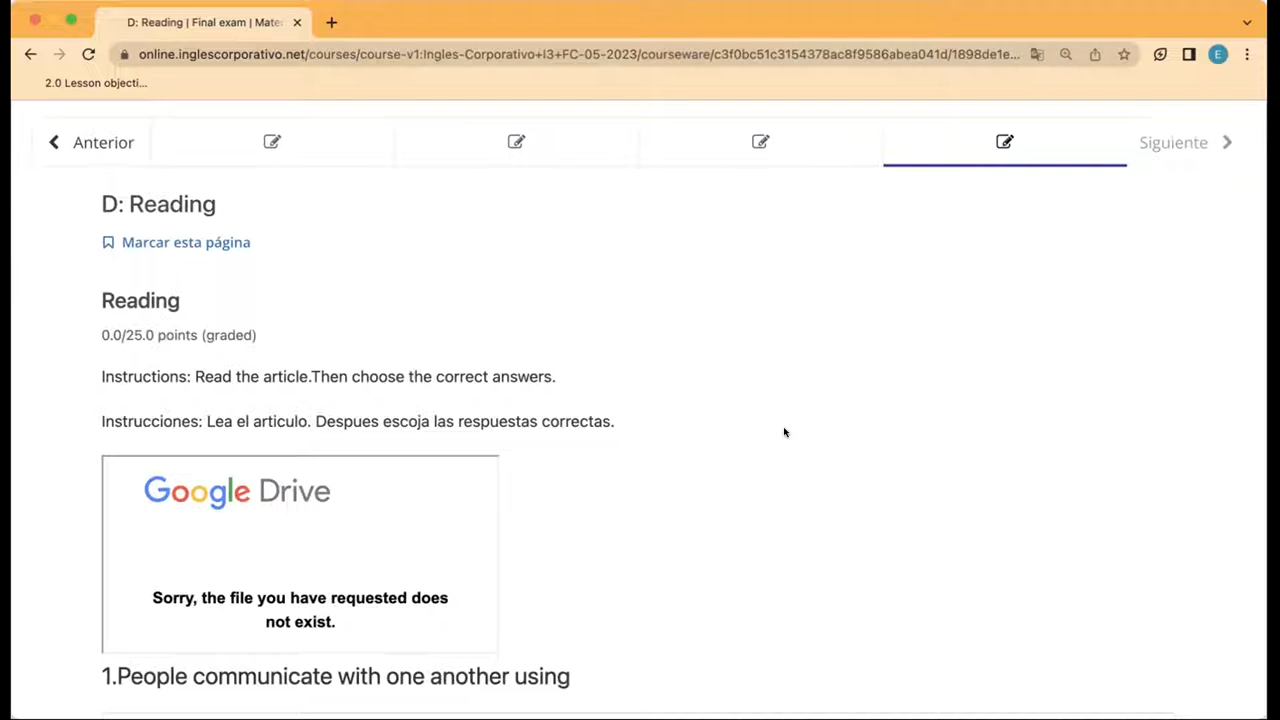 D: Reading | Final exam | Mate
online.inglescorporativo.net/courses/course-v1:Ingles-Corporativo+I3+FC-05-2023/courseware/c3f0bc51c3154378ac8f9586abea041d/1898de1e...
E
2.0 Lesson objecti...
Anterior
Siguiente
D: Reading
Marcar esta página
Reading
0.0/25.0 points (graded)
Instructions: Read the article.Then choose the correct answers.
Instrucciones: Lea el articulo. Despues escoja las respuestas correctas.
Google Drive
Sorry, the file you have requested does
not exist.
1.People communicate with one another using